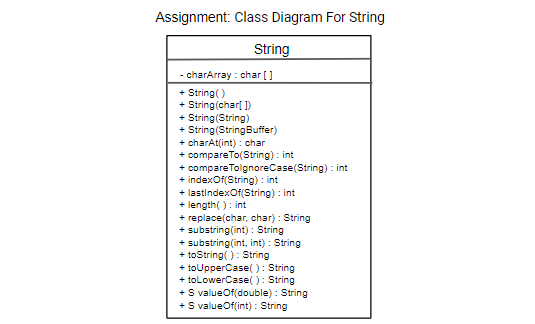 Assignment: Class Diagram For String
String
- charArray : char [ ]
+ String( )
+ String(char[ ])
+ String(String)
+ String(StringBuffer)
+ charAt(int) : char
+ compareTo(String) : int
+ compareToIgnoreCase(String) : int
+ indexOf(String) : int
+ lastIndexOf(String) : int
+ length( ) : int
+ replace(char, char) : String
+ substring(int) : String
+ substring(int, int) : String
+ toString( ) : String
+ toUpperCase( ) : String
+ toLowerCase( ) : String
+ S valueOf(double) : String
+ S valueOf(int) : String